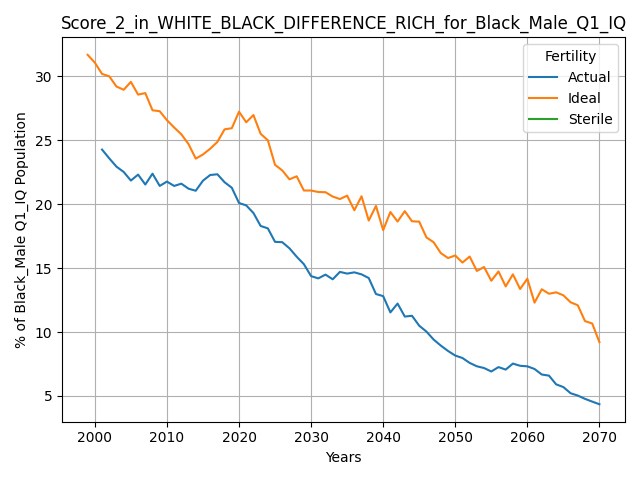 Score_2_in_WHITE_BLACK_DIFFERENCE_RICH_for_Black_Male_Q1_IQ
Fertility
Actual
Ideal
Sterile
% of Black_Male Q1_IQ Population
30
25
20
15
10
5
2000 2010 2020 2030 2040 2050 2060 2070
Years